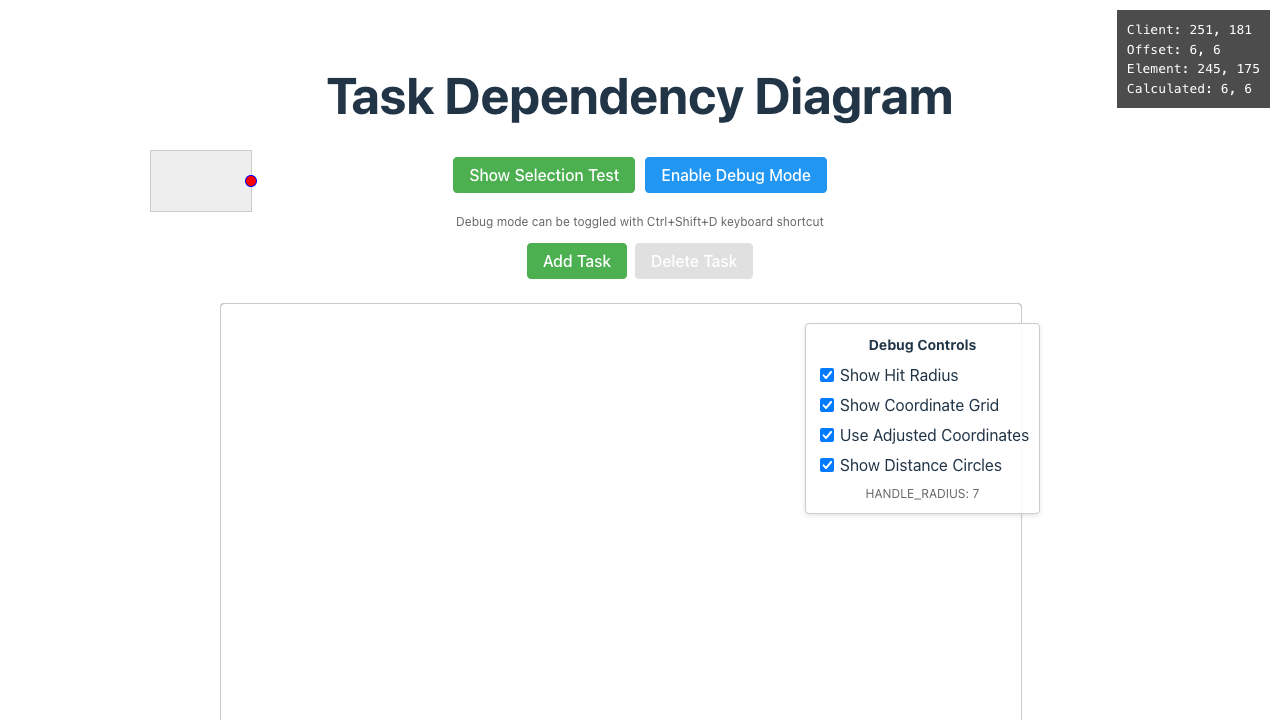 Client: 251, 181
Offset: 6, 6
Element: 245, 175
Calculated: 6, 6
Task Dependency Diagram
Show Selection Test
Enable Debug Mode
Debug mode can be toggled with Ctrl+Shift+D keyboard shortcut
Add Task
Delete Task
Debug Controls
Show Hit Radius
Show Coordinate Grid
Use Adjusted Coordinates
Show Distance Circles
HANDLE_RADIUS: 7